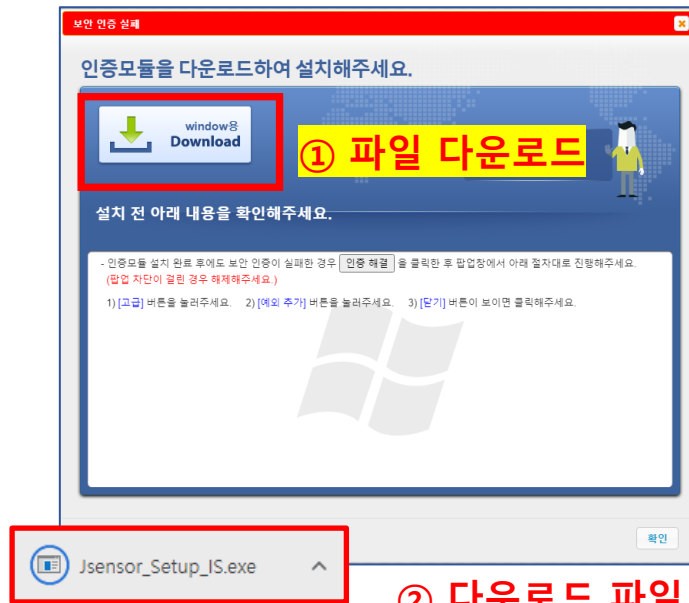 보안 인증 실패
인증모듈을 다운로드하여 설치해주세요.
window용
Download
① 파일 다운로드
설치 전 아래 내용을 확인해주세요.
- 인증모듈 설치 완료 후에도 보안 인증이 실패한 경우 인증 해결 을 클릭한 후 팝업창에서 아래 절차대로 진행해주세요.
(팝업 차단이 걸린 경우 해제해주세요.)
1) [고급] 버튼을 눌러주세요. 2) [예외 추가] 버튼을 눌러주세요. 3) [닫기] 버튼이 보이면 클릭해주세요.
확인
Jsensor_Setup_IS.exe
② 다운로드 파일